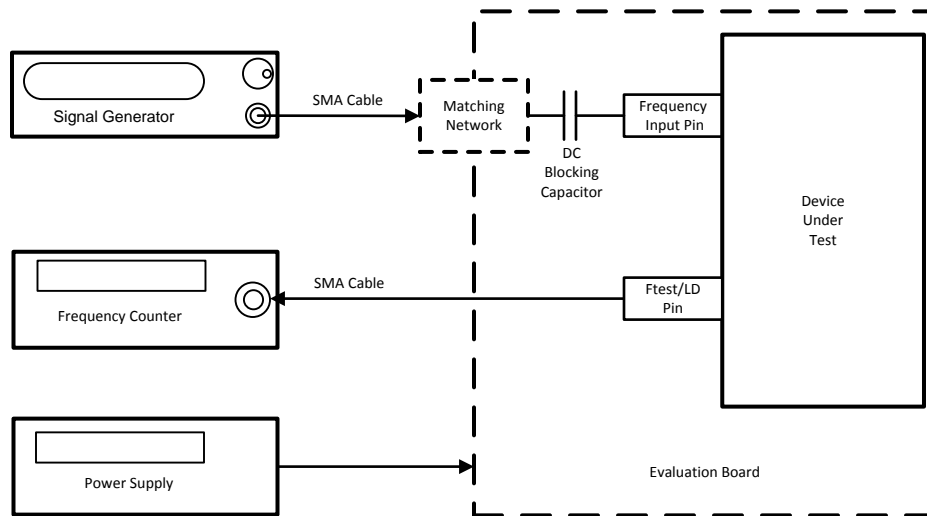 Signal Generator
SMA Cable
Matching
Network
DC
Blocking
Capacitor
Frequency
Input Pin
Device
Under
Test
Frequency Counter
SMA Cable
Ftest/LD
Pin
Power Supply
Evaluation Board